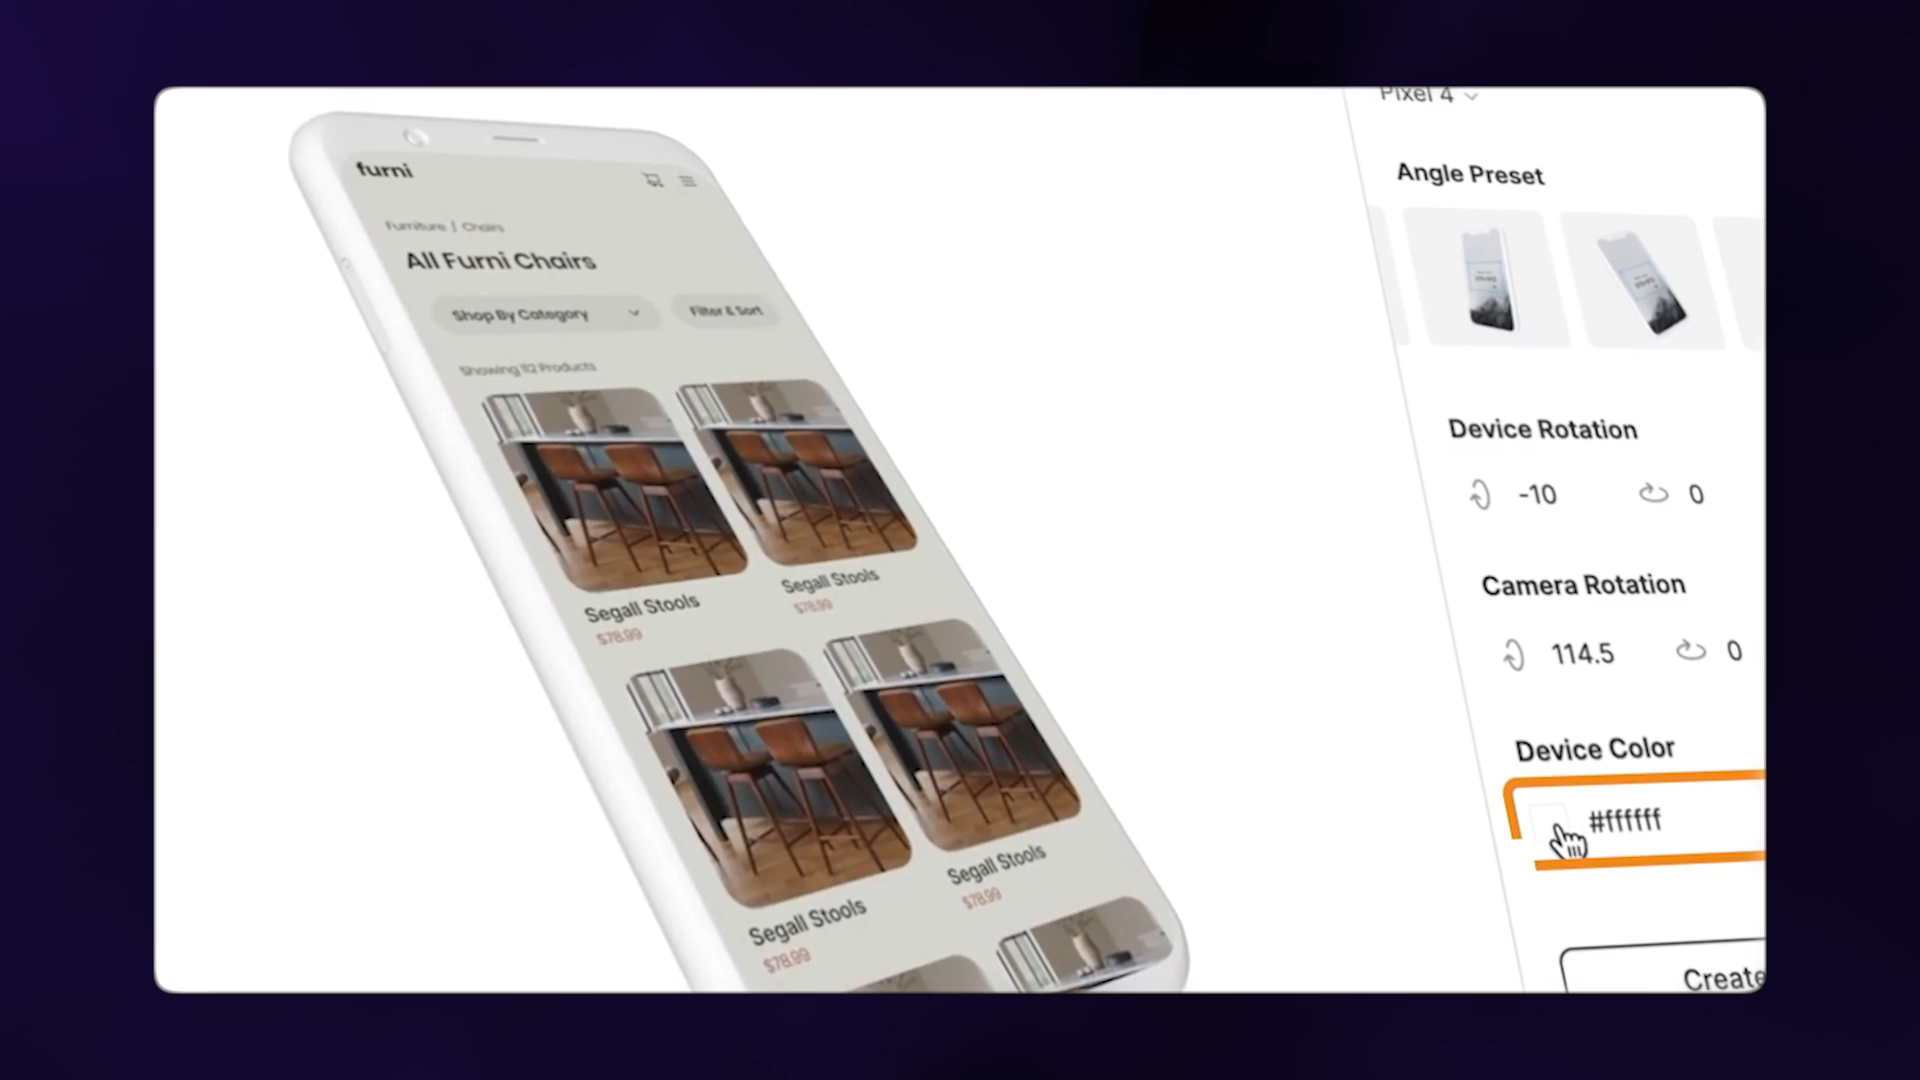 furni
Furniture | Chairs
All Furni Chairs
Shop By Category
Filter & Sort
Showing 112 Products
Segall Stools
$78.99
Segall Stools
$78.99
Segall Stools
$78.99
Segall Stools
$78.99
Pixel 4
Angle Preset
Device Rotation
-10
0
Camera Rotation
114.5
0
Device Color
#ffffff
Create